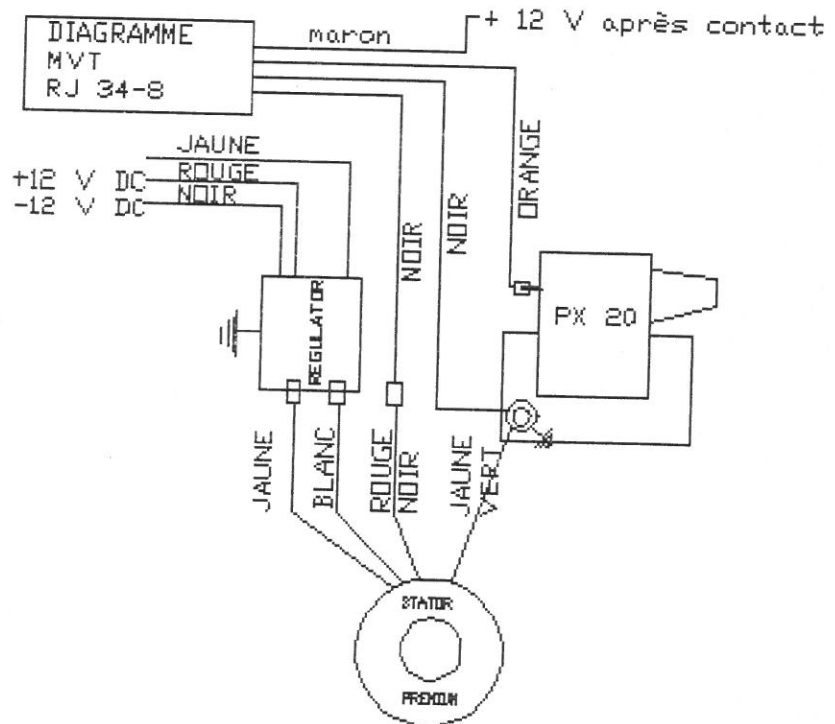 DIAGRAMME
MVT
RJ 34-8
maron
+ 12 V après contact
JAUNE
ROUGE
NOIR
+12 V DC
-12 V DC
NOIR
NOIR
ORANGE
REGULATOR
PX 20
JAUNE
BLANC
ROUGE
NOIR
JAUNE
VERT
STATOR
PREMIUM